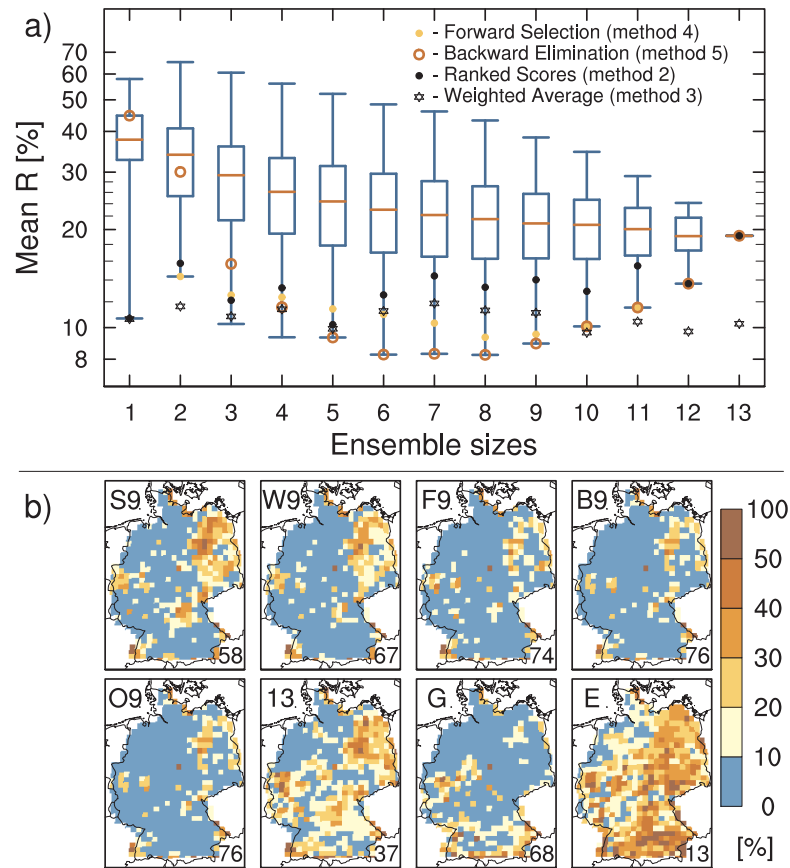 a)
- Forward Selection (method 4)
- Backward Elimination (method 5)
- Ranked Scores (method 2)
- Weighted Average (method 3)
Mean R [%]
70
60
50
40
30
20
10
8
1 2 3 4 5 6 7 8 9 10 11 12 13
Ensemble sizes
b)
S9 W9 F9 B9
58 67 74 76
O9 13 G E
76 37 68 13
100
50
40
30
20
10
0
[%]